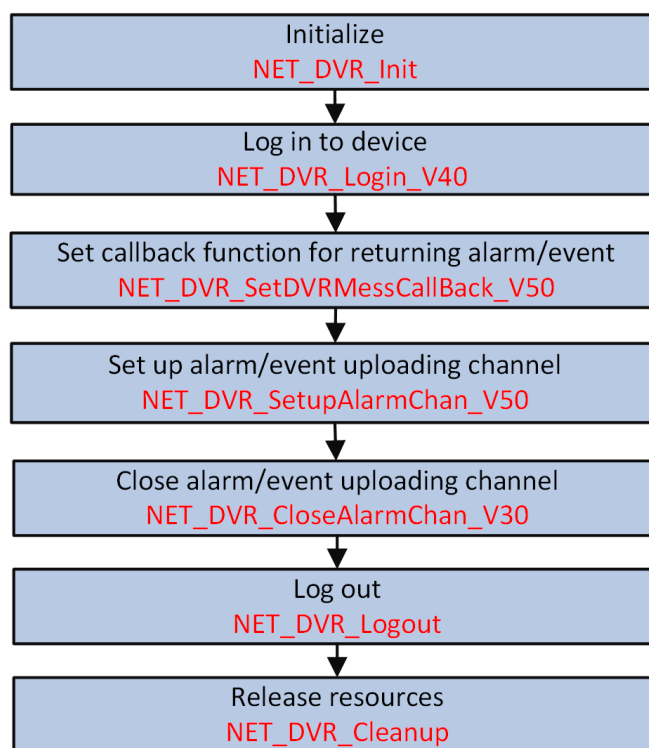 Initialize
NET_DVR_Init
Log in to device
NET_DVR_Login_V40
Set callback function for returning alarm/event
NET_DVR_SetDVRMessCallBack_V50
Set up alarm/event uploading channel
NET_DVR_SetupAlarmChan_V50
Close alarm/event uploading channel
NET_DVR_CloseAlarmChan_V30
Log out
NET_DVR_Logout
Release resources
NET_DVR_Cleanup